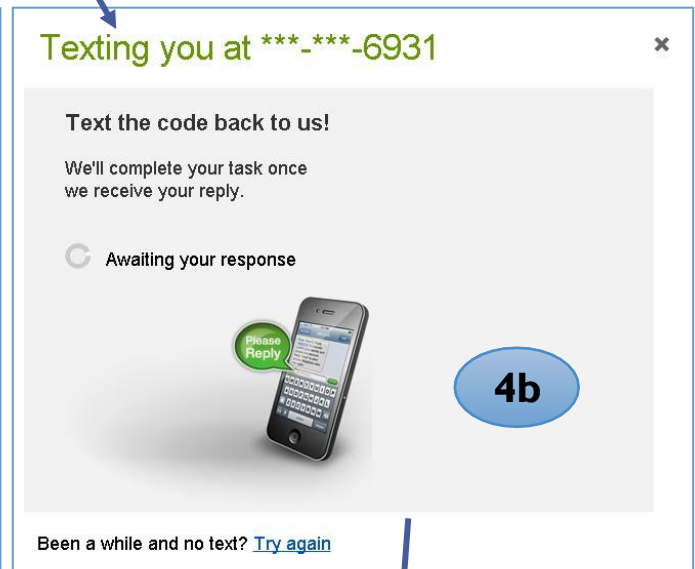 Texting you at ***-***-6931
Text the code back to us!
We'll complete your task once
we receive your reply.
Awaiting your response
Please
Reply
4b
Been a while and no text? Try again